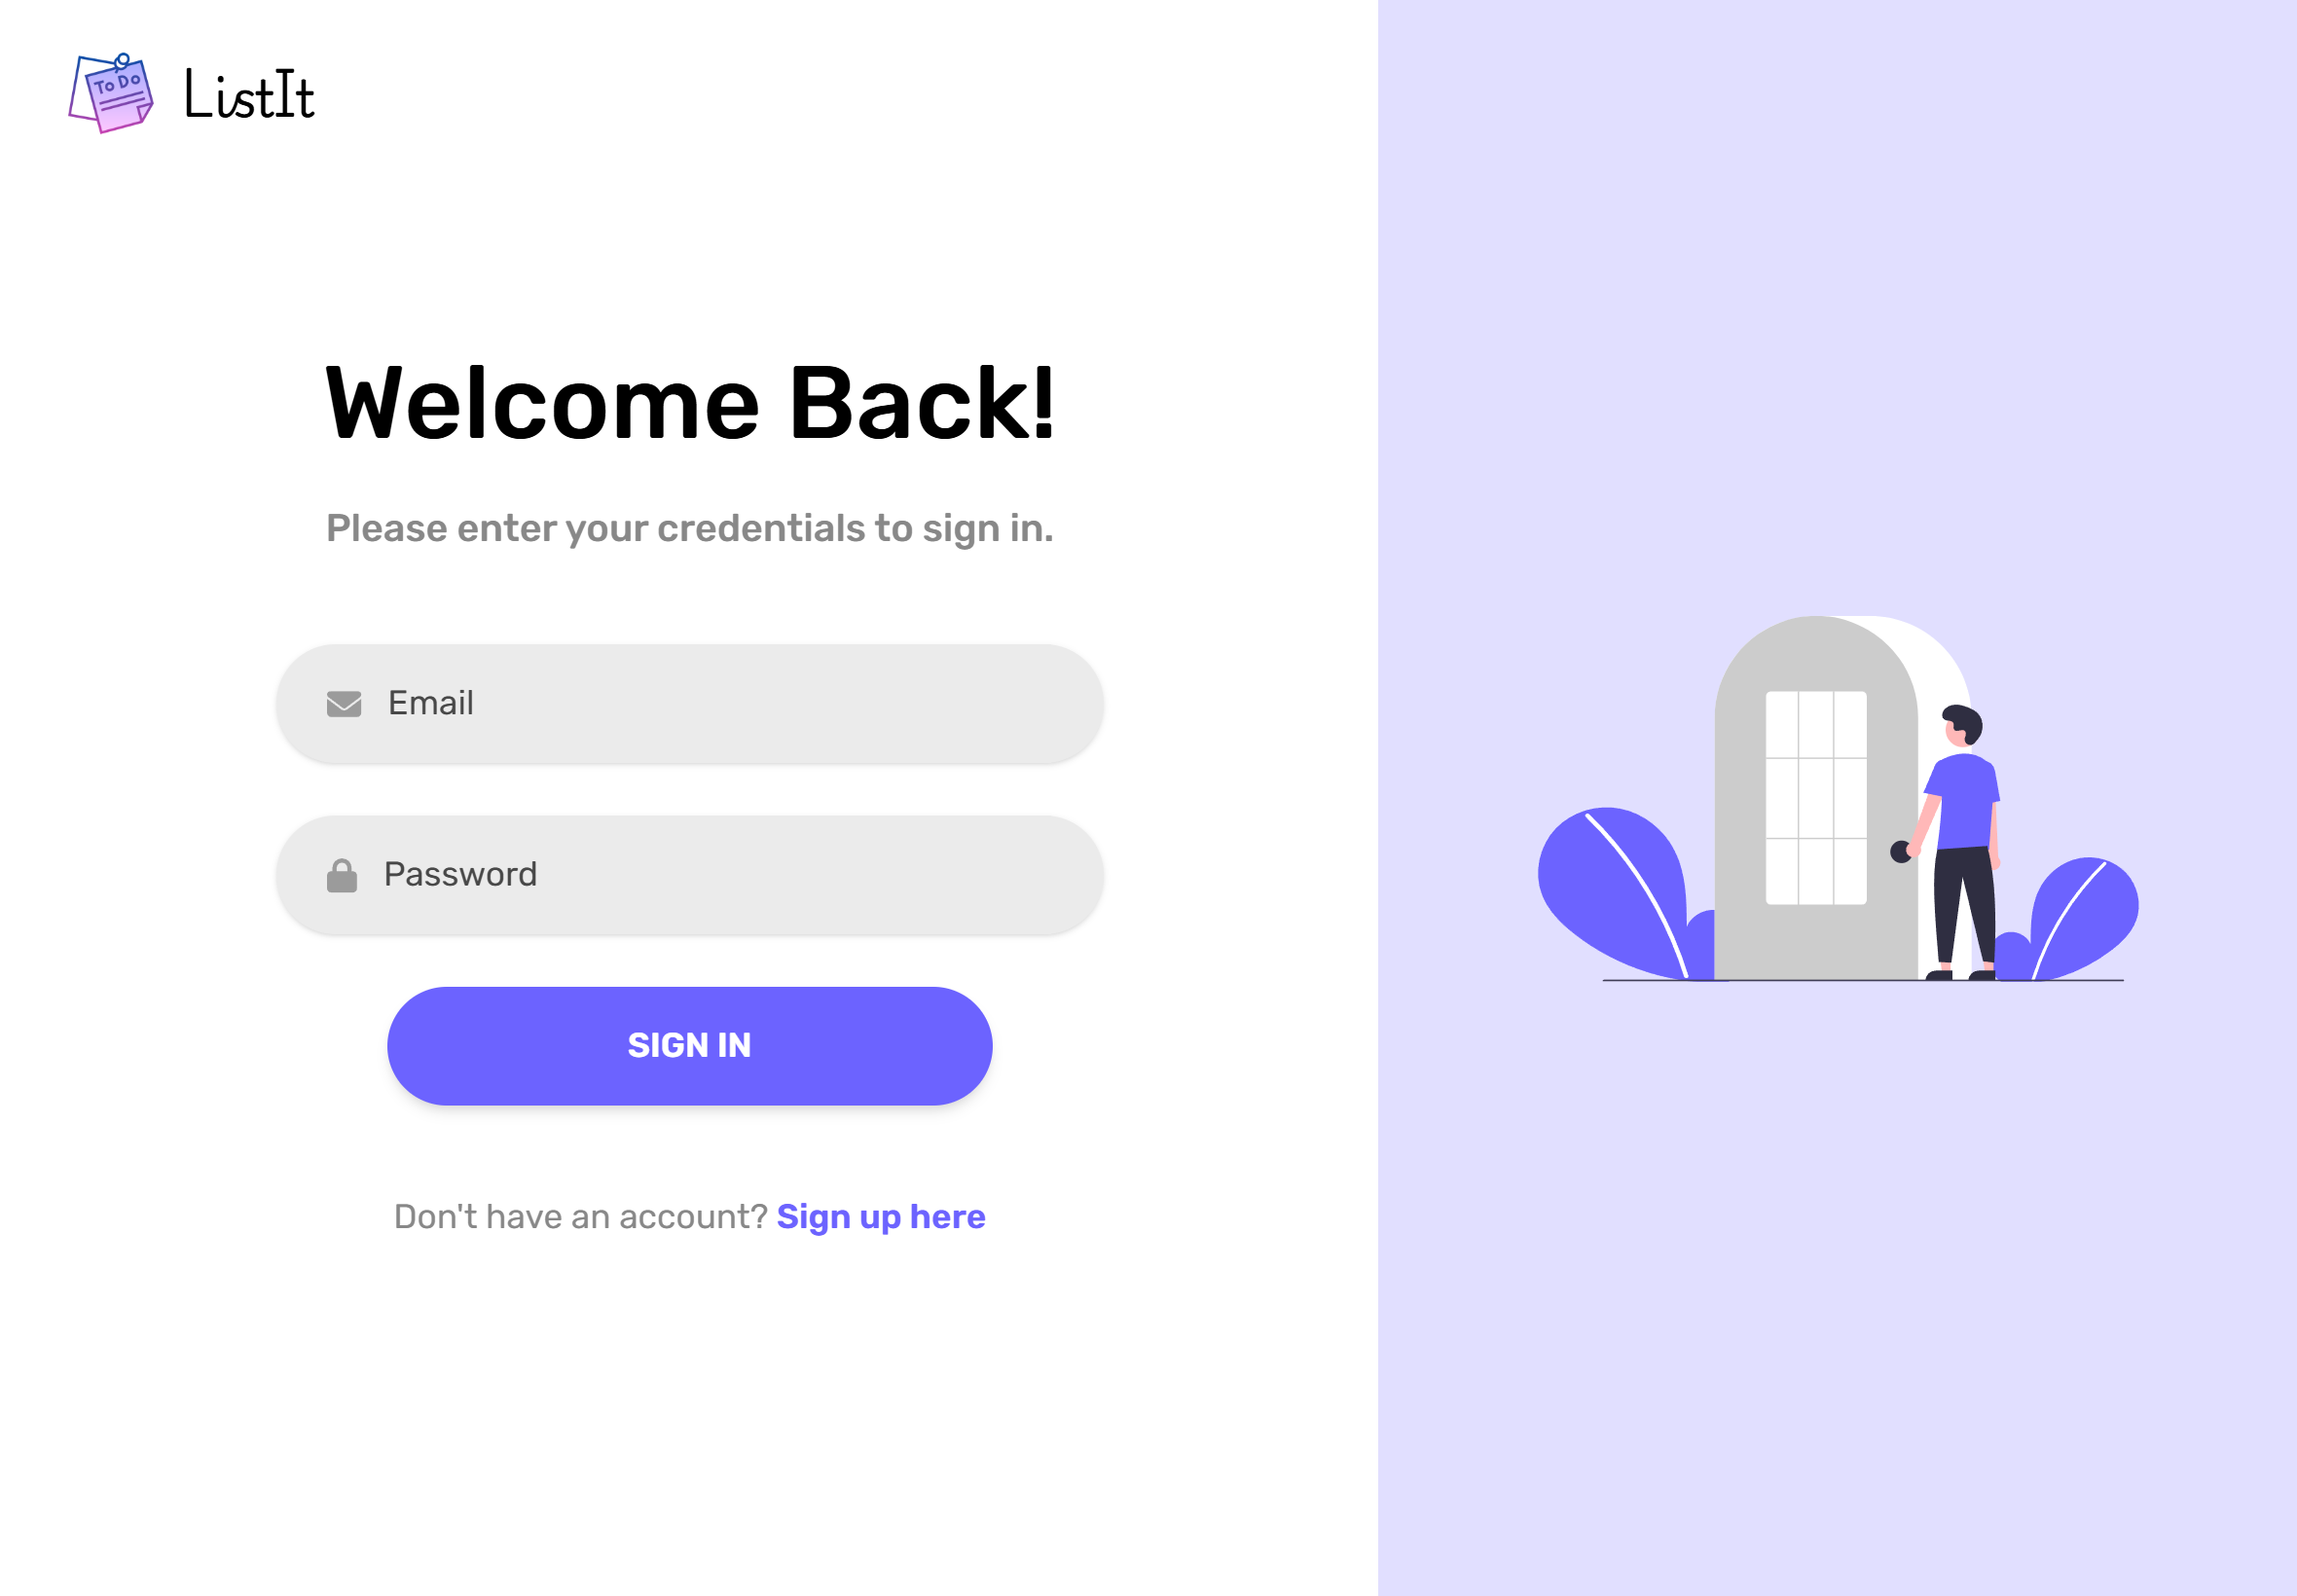 To Do
ListIt
Welcome Back!
Please enter your credentials to sign in.
Email
Password
SIGN IN
Don't have an account? Sign up here